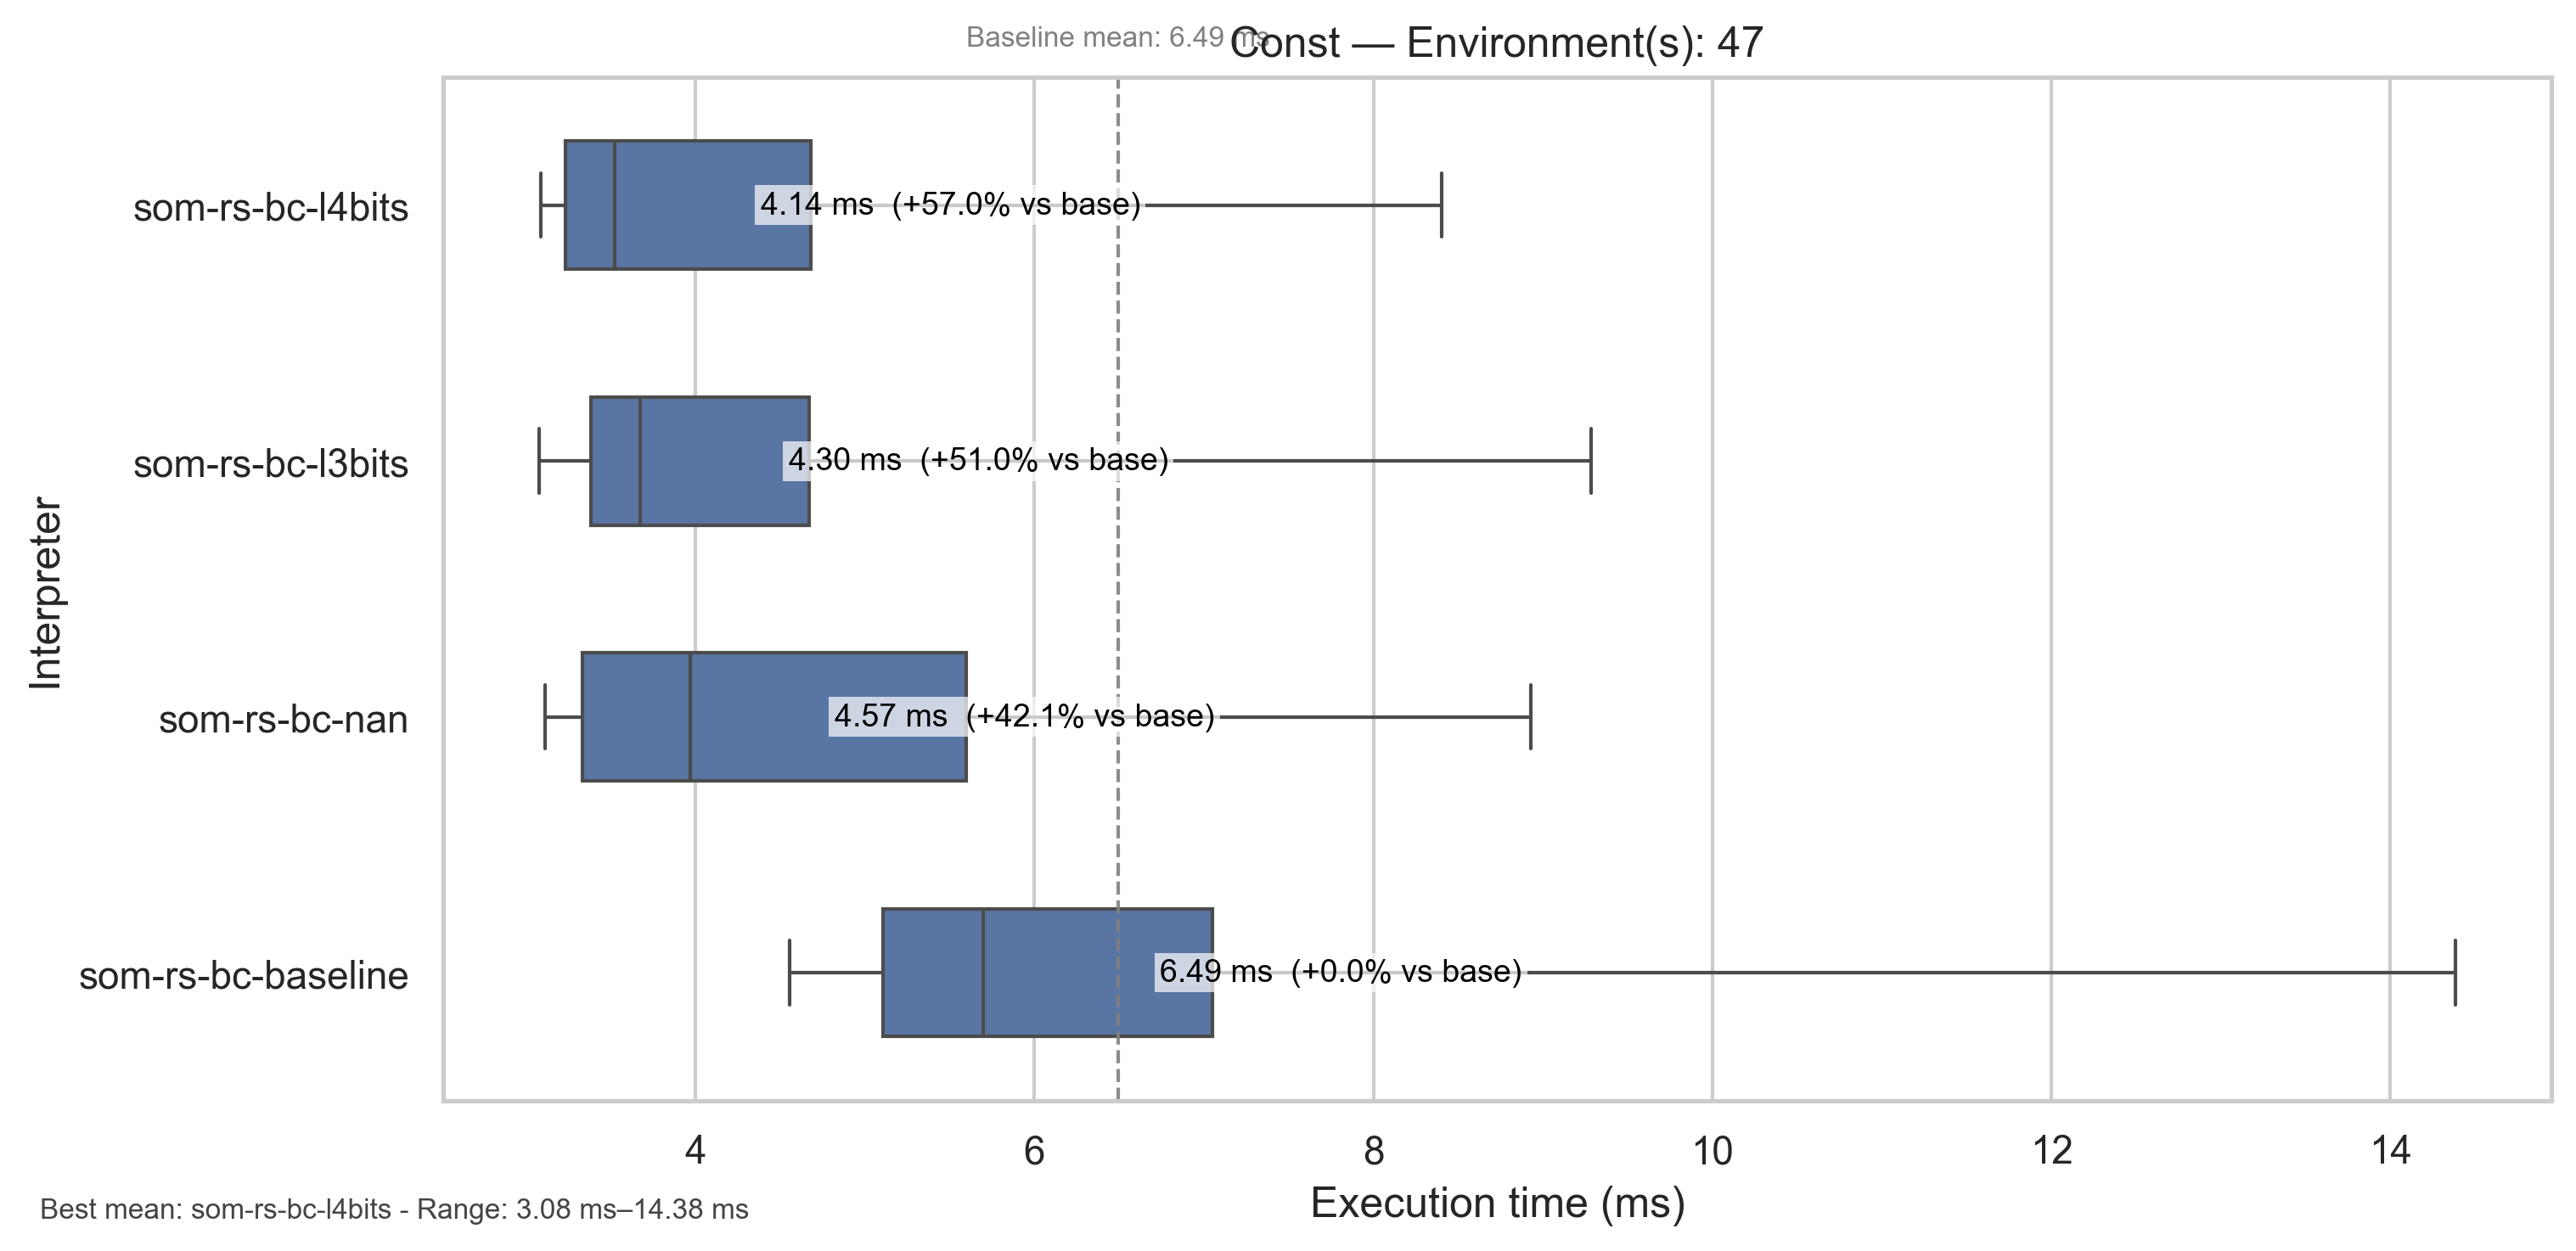 Baseline mean: 6.49 ms
Const — Environment(s): 47
som-rs-bc-l4bits
4.14 ms (+57.0% vs base)
som-rs-bc-l3bits
4.30 ms (+51.0% vs base)
Interpreter
som-rs-bc-nan
4.57 ms (+42.1% vs base)
som-rs-bc-baseline
6.49 ms (+0.0% vs base)
4 6 8 10 12 14
Execution time (ms)
Best mean: som-rs-bc-l4bits - Range: 3.08 ms–14.38 ms